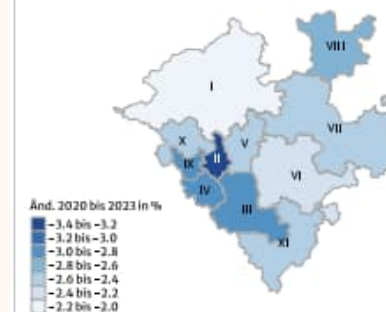 VIII
I
VII
X
II
V
IX
VI
IV
III
XI
Änd. 2020 bis 2023 in %
-3.4 bis -3.2
-3.2 bis -3.0
-3.0 bis -2.8
-2.8 bis -2.6
-2.6 bis -2.4
-2.4 bis -2.2
-2.2 bis -2.0